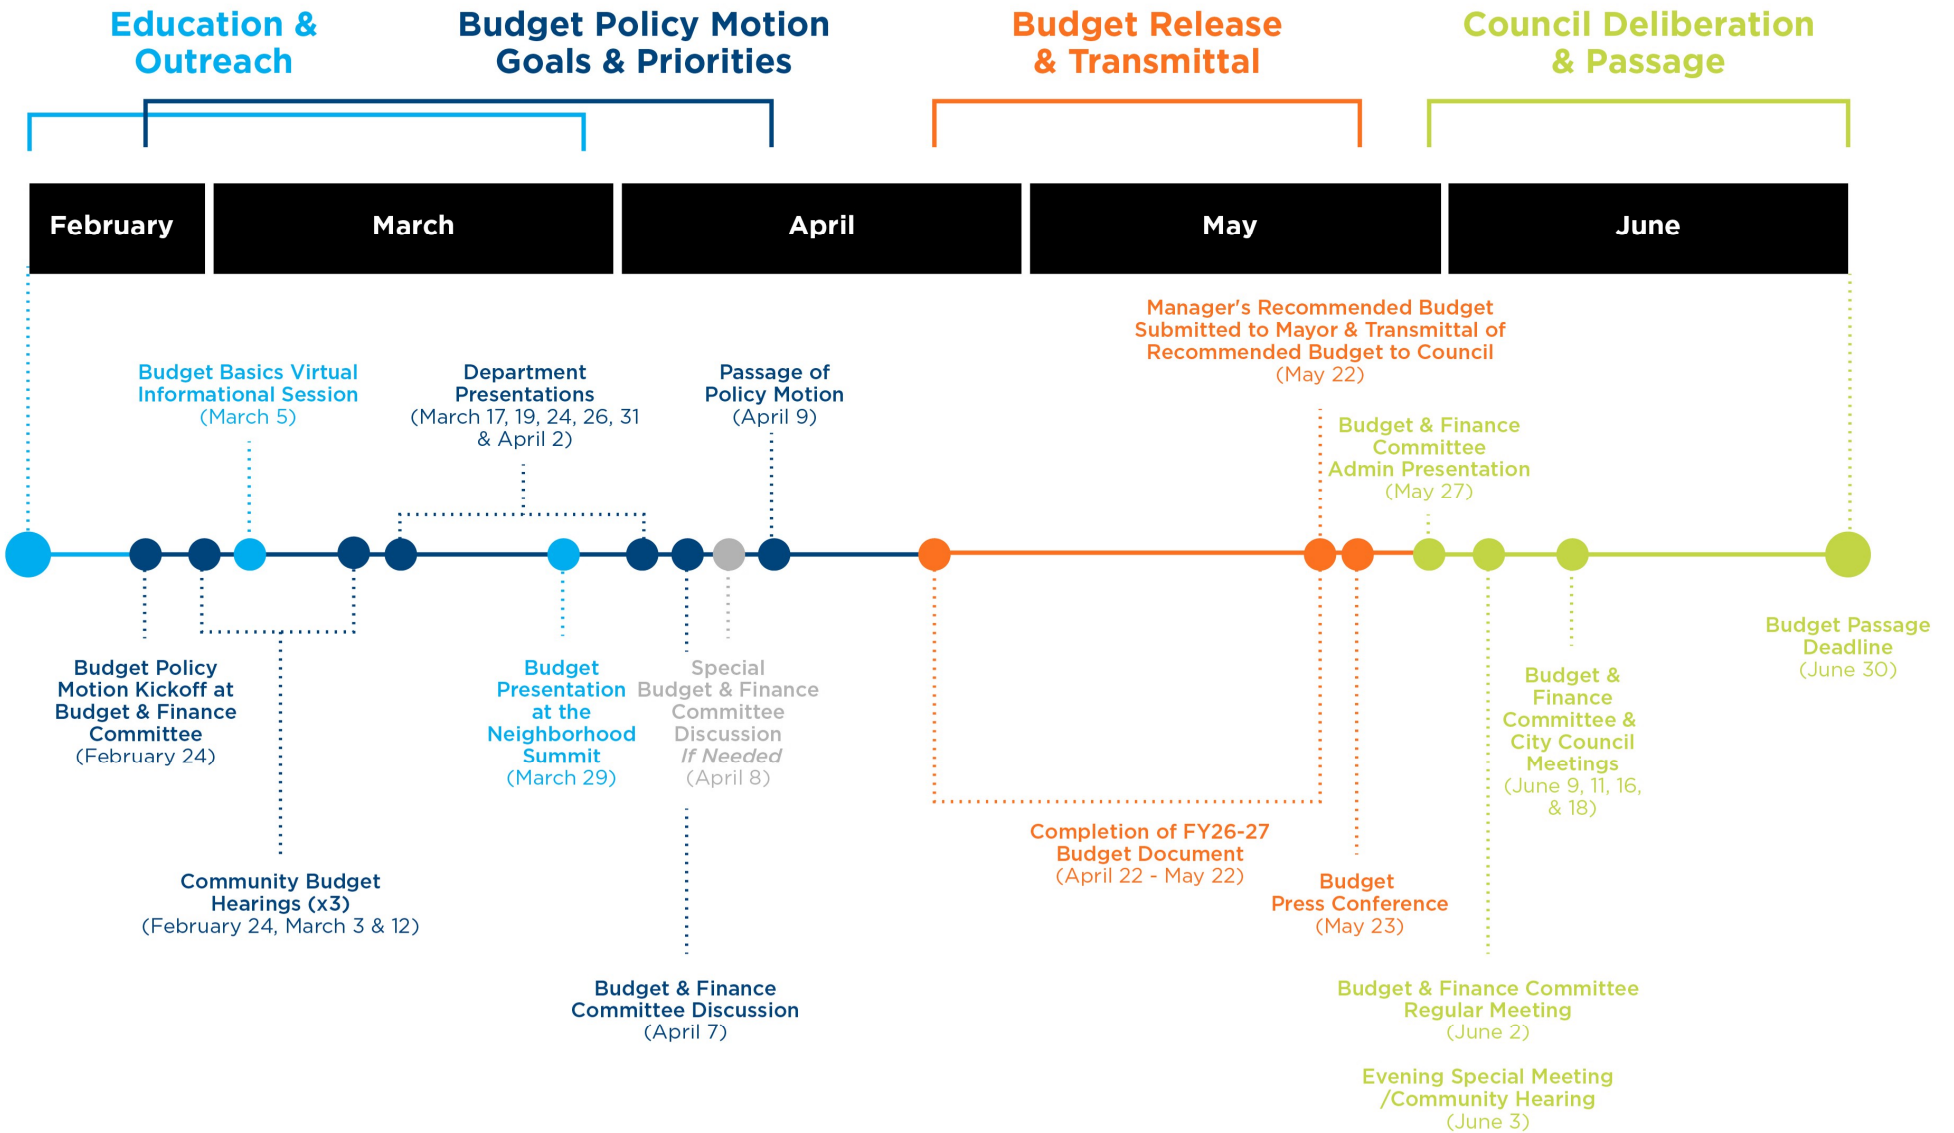 Education &
Outreach
Budget Policy Motion
Goals & Priorities
Budget Release
& Transmittal
Council Deliberation
& Passage
February
March
April
May
June
Manager's Recommended Budget
Submitted to Mayor & Transmittal of
Recommended Budget to Council
(May 22)
Budget Basics Virtual
Informational Session
(March 5)
Department
Presentations
(March 17, 19, 24, 26, 31
& April 2)
Passage of
Policy Motion
(April 9)
Budget & Finance
Committee
Admin Presentation
(May 27)
Budget Policy
Motion Kickoff at
Budget & Finance
Committee
(February 24)
Budget
Presentation
at the
Neighborhood
Summit
(March 29)
Special
Budget & Finance
Committee
Discussion
If Needed
(April 8)
Budget &
Finance
Committee &
City Council
Meetings
(June 9, 11, 16,
& 18)
Budget Passage
Deadline
(June 30)
Community Budget
Hearings (x3)
(February 24, March 3 & 12)
Completion of FY26-27
Budget Document
(April 22 - May 22)
Budget
Press Conference
(May 23)
Budget & Finance
Committee Discussion
(April 7)
Budget & Finance Committee
Regular Meeting
(June 2)
Evening Special Meeting
/Community Hearing
(June 3)